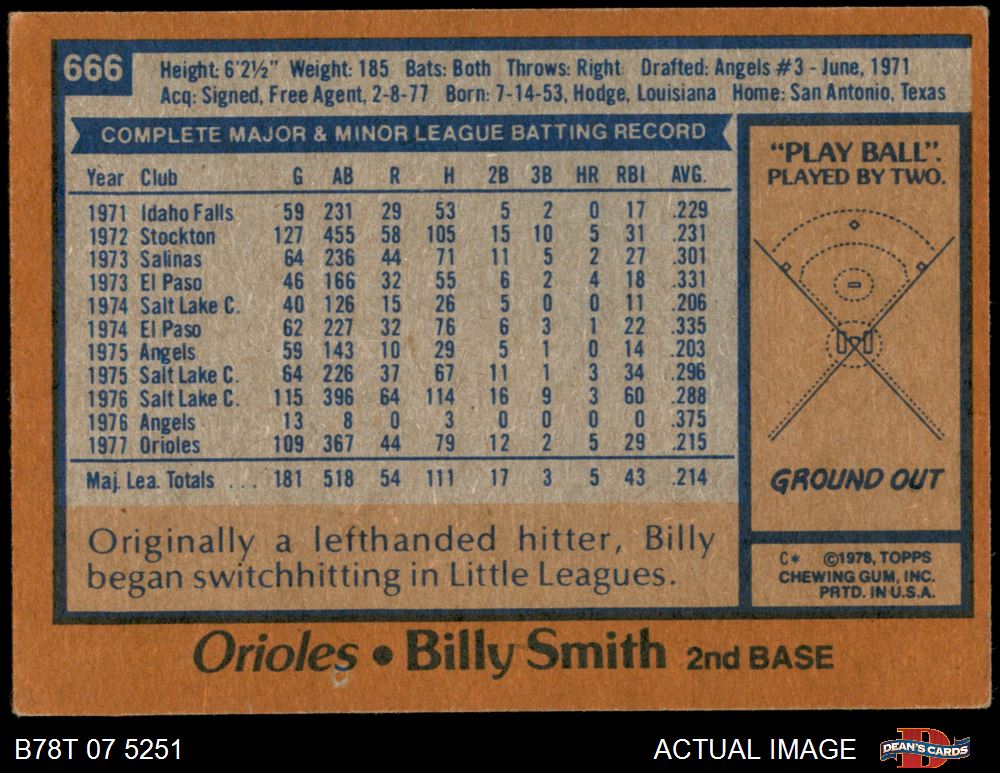 666
Height: 6'2½" Weight: 185 Bats: Both Throws: Right Drafted: Angels #3 - June, 1971
Acq: Signed, Free Agent, 2-8-77 Born: 7-14-53, Hodge, Louisiana Home: San Antonio, Texas
COMPLETE MAJOR & MINOR LEAGUE BATTING RECORD
Year Club G AB R H 2B 3B HR RBI AVG.
1971 Idaho Falls 59 231 29 53 5 2 0 17 .229
1972 Stockton 127 455 58 105 15 10 5 31 .231
1973 Salinas 64 236 44 71 11 5 2 27 .301
1973 El Paso 46 166 32 55 6 2 4 18 .331
1974 Salt Lake C. 40 126 15 26 5 0 0 11 .206
1974 El Paso 62 227 32 76 6 3 1 22 .335
1975 Angels 59 143 10 29 5 1 0 14 .203
1975 Salt Lake C. 64 226 37 67 11 1 3 34 .296
1976 Salt Lake C. 115 396 64 114 16 9 3 60 .288
1976 Angels 13 8 0 3 0 0 0 0 .375
1977 Orioles 109 367 44 79 12 2 5 29 .215
Maj. Lea. Totals ... 181 518 54 111 17 3 5 43 .214
Originally a lefthanded hitter, Billy
began switchhitting in Little Leagues.
"PLAY BALL".
PLAYED BY TWO.
GROUND OUT
C* ©1978, TOPPS
CHEWING GUM, INC.
PRTD. IN U.S.A.
Orioles • Billy Smith 2nd BASE
B78T 07 5251
ACTUAL IMAGE
D
DEAN'S CARDS